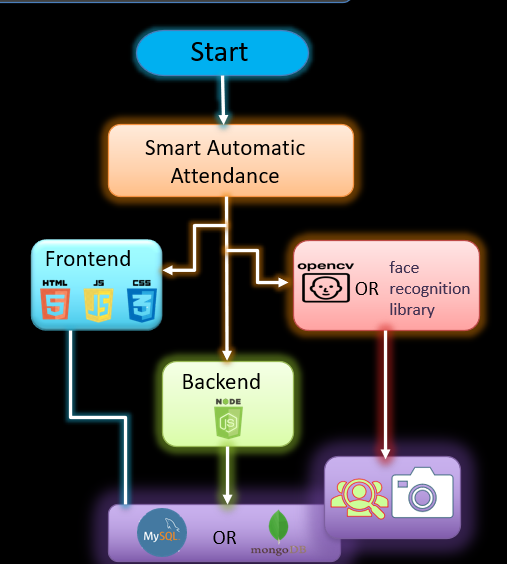 Start
Smart Automatic
Attendance
Frontend
HTML JS CSS
5 JS 3
opencv
OR
face
recognition
library
Backend
NODE
JS
MySQL
OR
mongoDB